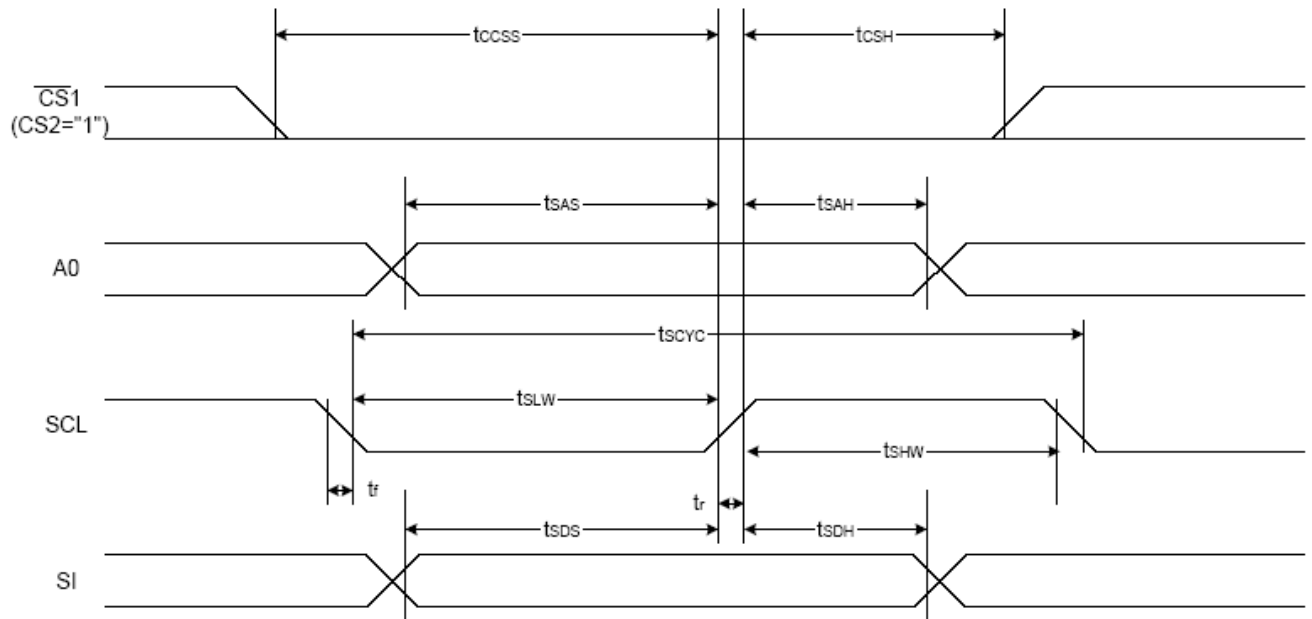 tCCSS tCSH
CS1
(CS2="1")
tSAS tSAH
A0
tSCYC
tSLW
SCL
tSHW
tf tr
tSDS tSDH
SI